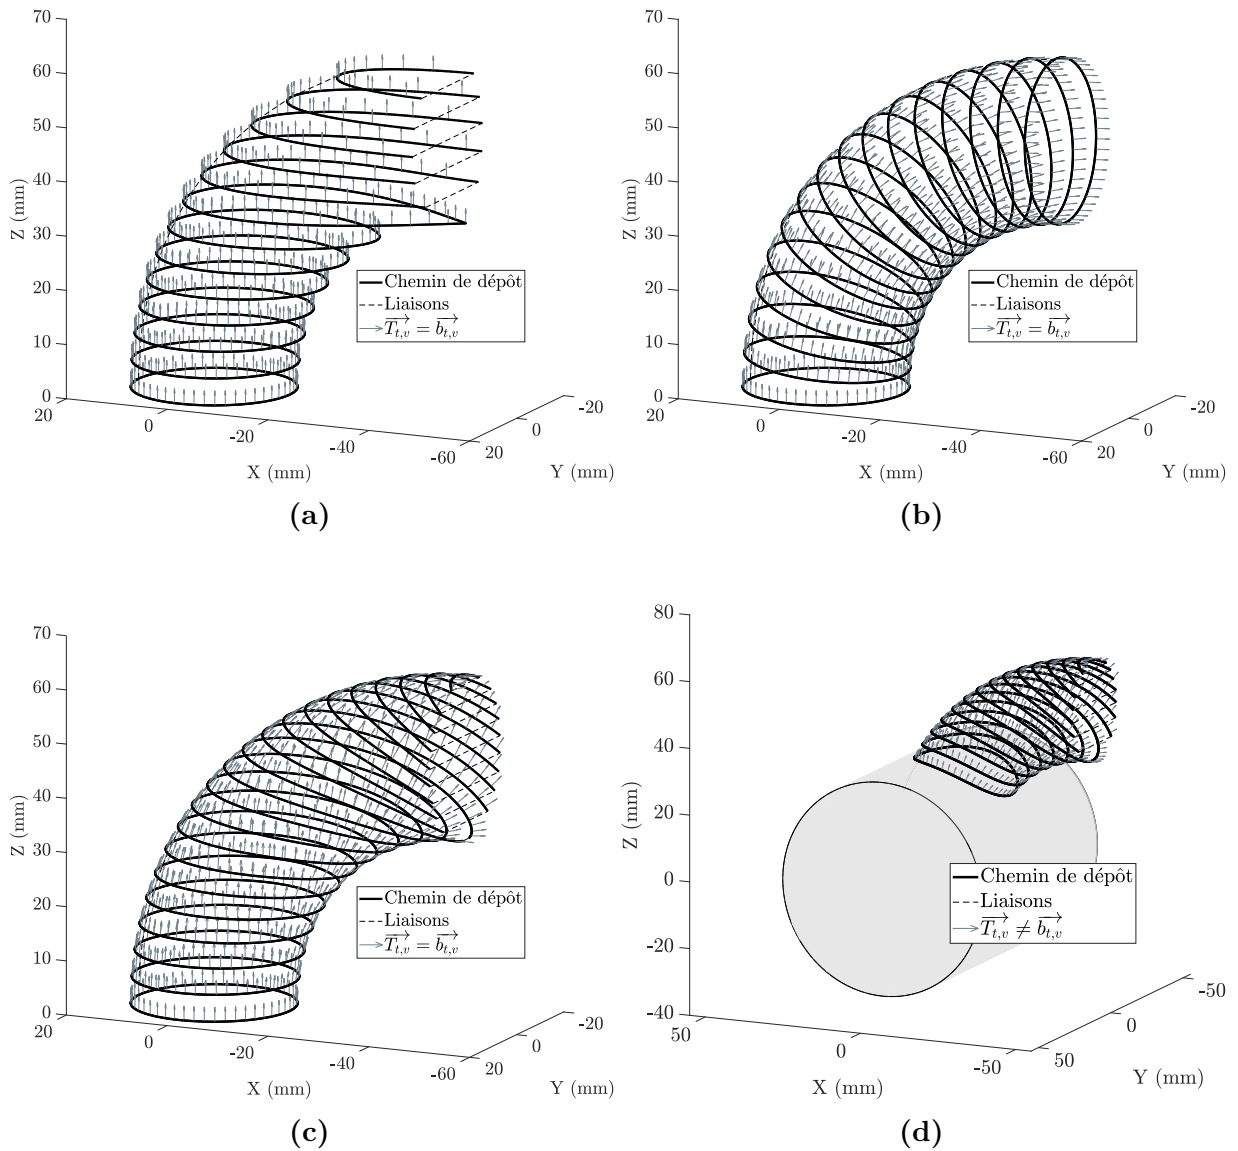 70
60
50
40
30
20
10
0
Z (mm)
20
0
-20
-40
-60
X (mm)
20
0
-20
Y (mm)
Chemin de dépôt
Liaisons
T_{t,v} = b_{t,v}
(a)
70
60
50
40
30
20
10
0
Z (mm)
20
0
-20
-40
-60
X (mm)
20
0
-20
Y (mm)
Chemin de dépôt
Liaisons
T_{t,v} = b_{t,v}
(b)
70
60
50
40
30
20
10
0
Z (mm)
20
0
-20
-40
-60
X (mm)
20
0
-20
Y (mm)
Chemin de dépôt
Liaisons
T_{t,v} = b_{t,v}
(c)
80
60
40
20
0
-20
-40
Z (mm)
50
0
-50
X (mm)
50
0
-50
Y (mm)
Chemin de dépôt
Liaisons
T_{t,v} ≠ b_{t,v}
(d)